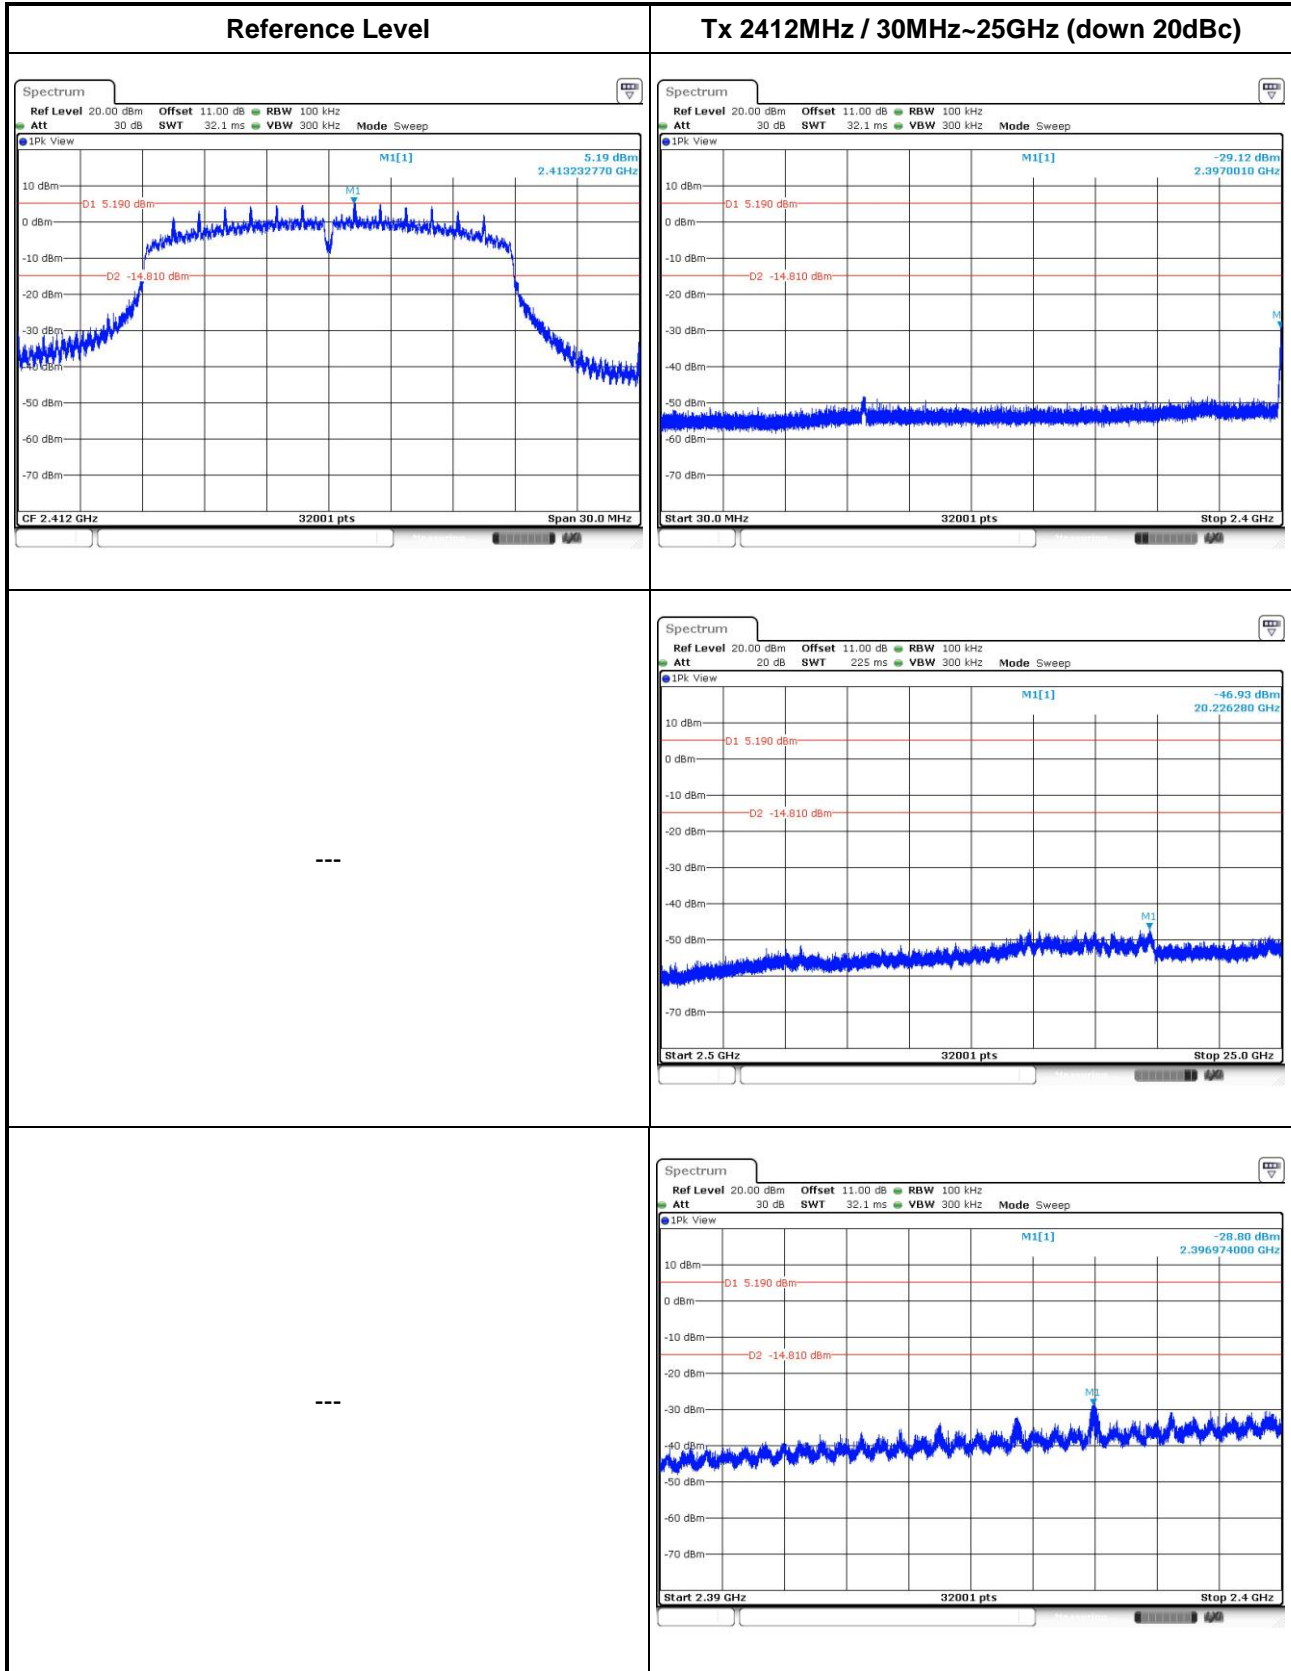 Reference Level
Tx 2412MHz / 30MHz~25GHz (down 20dBc)
Spectrum
Ref Level 20.00 dBm Offset 11.00 dB RBW 100 kHz
Att 30 dB SWT 32.1 ms VBW 300 kHz Mode Sweep
1Pk View
M1[1] 5.19 dBm
2.413232770 GHz
M1
10 dBm
D1 5.190 dBm
0 dBm
-10 dBm
D2 -14.810 dBm
-20 dBm
-30 dBm
-40 dBm
-50 dBm
-60 dBm
-70 dBm
CF 2.412 GHz 32001 pts Span 30.0 MHz
Spectrum
Ref Level 20.00 dBm Offset 11.00 dB RBW 100 kHz
Att 30 dB SWT 32.1 ms VBW 300 kHz Mode Sweep
1Pk View
M1[1] -29.12 dBm
2.3970010 GHz
10 dBm
D1 5.190 dBm
0 dBm
-10 dBm
D2 -14.810 dBm
-20 dBm
M
-30 dBm
-40 dBm
-50 dBm
-60 dBm
-70 dBm
Start 30.0 MHz 32001 pts Stop 2.4 GHz
---
Spectrum
Ref Level 20.00 dBm Offset 11.00 dB RBW 100 kHz
Att 20 dB SWT 225 ms VBW 300 kHz Mode Sweep
1Pk View
M1[1] -46.93 dBm
20.226280 GHz
10 dBm
D1 5.190 dBm
0 dBm
-10 dBm
D2 -14.810 dBm
-20 dBm
-30 dBm
-40 dBm
M1
-50 dBm
-70 dBm
Start 2.5 GHz 32001 pts Stop 25.0 GHz
---
Spectrum
Ref Level 20.00 dBm Offset 11.00 dB RBW 100 kHz
Att 30 dB SWT 32.1 ms VBW 300 kHz Mode Sweep
1Pk View
M1[1] -28.80 dBm
2.396974000 GHz
10 dBm
D1 5.190 dBm
0 dBm
-10 dBm
D2 -14.810 dBm
-20 dBm
M1
-30 dBm
-40 dBm
-50 dBm
-60 dBm
-70 dBm
Start 2.39 GHz 32001 pts Stop 2.4 GHz